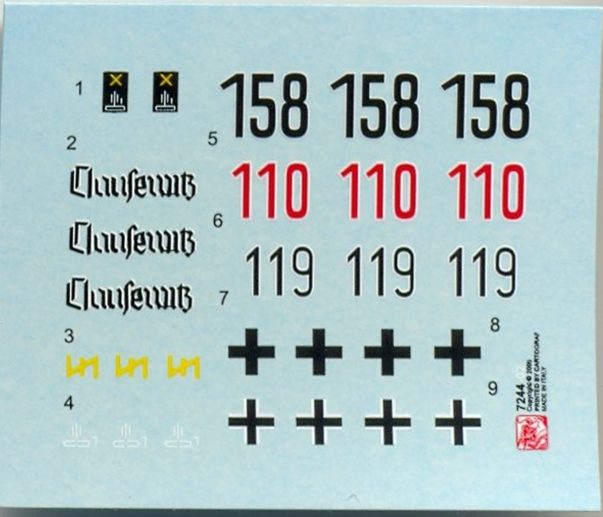 1
158 158 158
2
5
Clausewitz
110 110 110
6
Clausewitz
119 119 119
Clausewitz
7
3
8
4
9
7244
Copyright ©
PRINTED BY CARTOGRAF
MADE IN ITALY